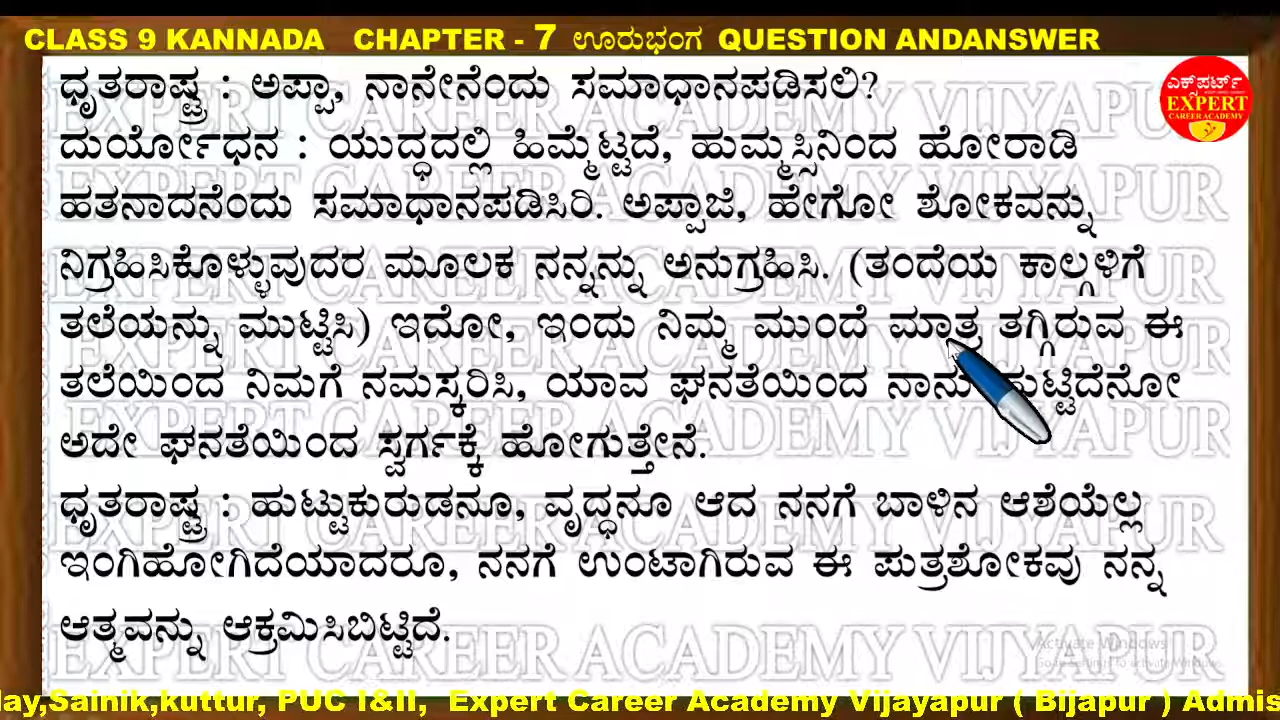 CLASS 9 KANNADA CHAPTER - 7 ಊರುಭಂಗ QUESTION ANDANSWER
ಎಕ್ಸ್‌ಪರ್ಟ್
EXPERT
CAREER ACADEMY
ಧೃತರಾಷ್ಟ್ರ : ಅಪ್ಪಾ, ನಾನೇನೆಂದು ಸಮಾಧಾನಪಡಿಸಲಿ?
ದುರ್ಯೋಧನ : ಯುದ್ಧದಲ್ಲಿ ಹಿಮ್ಮೆಟ್ಟದೆ, ಹುಮ್ಮಸ್ಸಿನಿಂದ ಹೋರಾಡಿ
ಹತನಾದನೆಂದು ಸಮಾಧಾನಪಡಿಸಿರಿ. ಅಪ್ಪಾಜಿ, ಹೇಗೋ ಶೋಕವನ್ನು
ನಿಗ್ರಹಿಸಿಕೊಳ್ಳುವುದರ ಮೂಲಕ ನನ್ನನ್ನು ಅನುಗ್ರಹಿಸಿ. (ತಂದೆಯ ಕಾಲ್ಗಳಿಗೆ
ತಲೆಯನ್ನು ಮುಟ್ಟಿಸಿ) ಇದೋ, ಇಂದು ನಿಮ್ಮ ಮುಂದೆ ಮಾತ್ರ ತಗ್ಗಿರುವ ಈ
ತಲೆಯಿಂದ ನಿಮಗೆ ನಮಸ್ಕರಿಸಿ, ಯಾವ ಘನತೆಯಿಂದ ನಾನು ಹುಟ್ಟಿದೆನೋ
ಅದೇ ಘನತೆಯಿಂದ ಸ್ವರ್ಗಕ್ಕೆ ಹೋಗುತ್ತೇನೆ.
ಧೃತರಾಷ್ಟ್ರ : ಹುಟ್ಟುಕುರುಡನೂ, ವೃದ್ಧನೂ ಆದ ನನಗೆ ಬಾಳಿನ ಆಶೆಯೆಲ್ಲ
ಇಂಗಿಹೋಗಿದೆಯಾದರೂ, ನನಗೆ ಉಂಟಾಗಿರುವ ಈ ಪುತ್ರಶೋಕವು ನನ್ನ
ಆತ್ಮವನ್ನು ಆಕ್ರಮಿಸಿಬಿಟ್ಟಿದೆ.
Activate Windows
lay,Sainik,kuttur, PUC I&II, Expert Career Academy Vijayapur ( Bijapur ) Admis